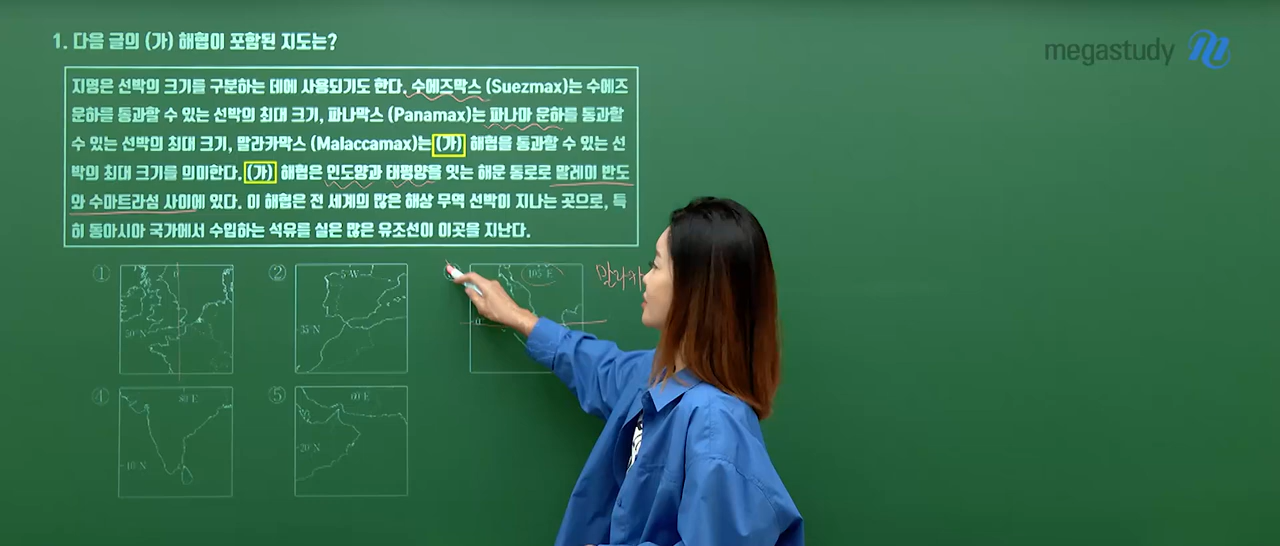 1. 다음 글의 (가) 해협이 포함된 지도는?
megastudy
지명은 선박의 크기를 구분하는 데에 사용되기도 한다. 수에즈막스 (Suezmax)는 수에즈
운하를 통과할 수 있는 선박의 최대 크기, 파나막스 (Panamax)는 파나마 운하를 통과할
수 있는 선박의 최대 크기, 말라카막스 (Malaccamax)는 (가) 해협을 통과할 수 있는 선
박의 최대 크기를 의미한다. (가) 해협은 인도양과 태평양을 잇는 해운 통로로 말레이 반도
와 수마트라섬 사이에 있다. 이 해협은 전 세계의 많은 해상 무역 선박이 지나는 곳으로, 특
히 동아시아 국가에서 수입하는 석유를 실은 많은 유조선이 이곳을 지난다.
① 0° 50°N
② 5°W 35°N
105°E 0°
말라카
④ 80°E 10°N
⑤ 60°E 20°N